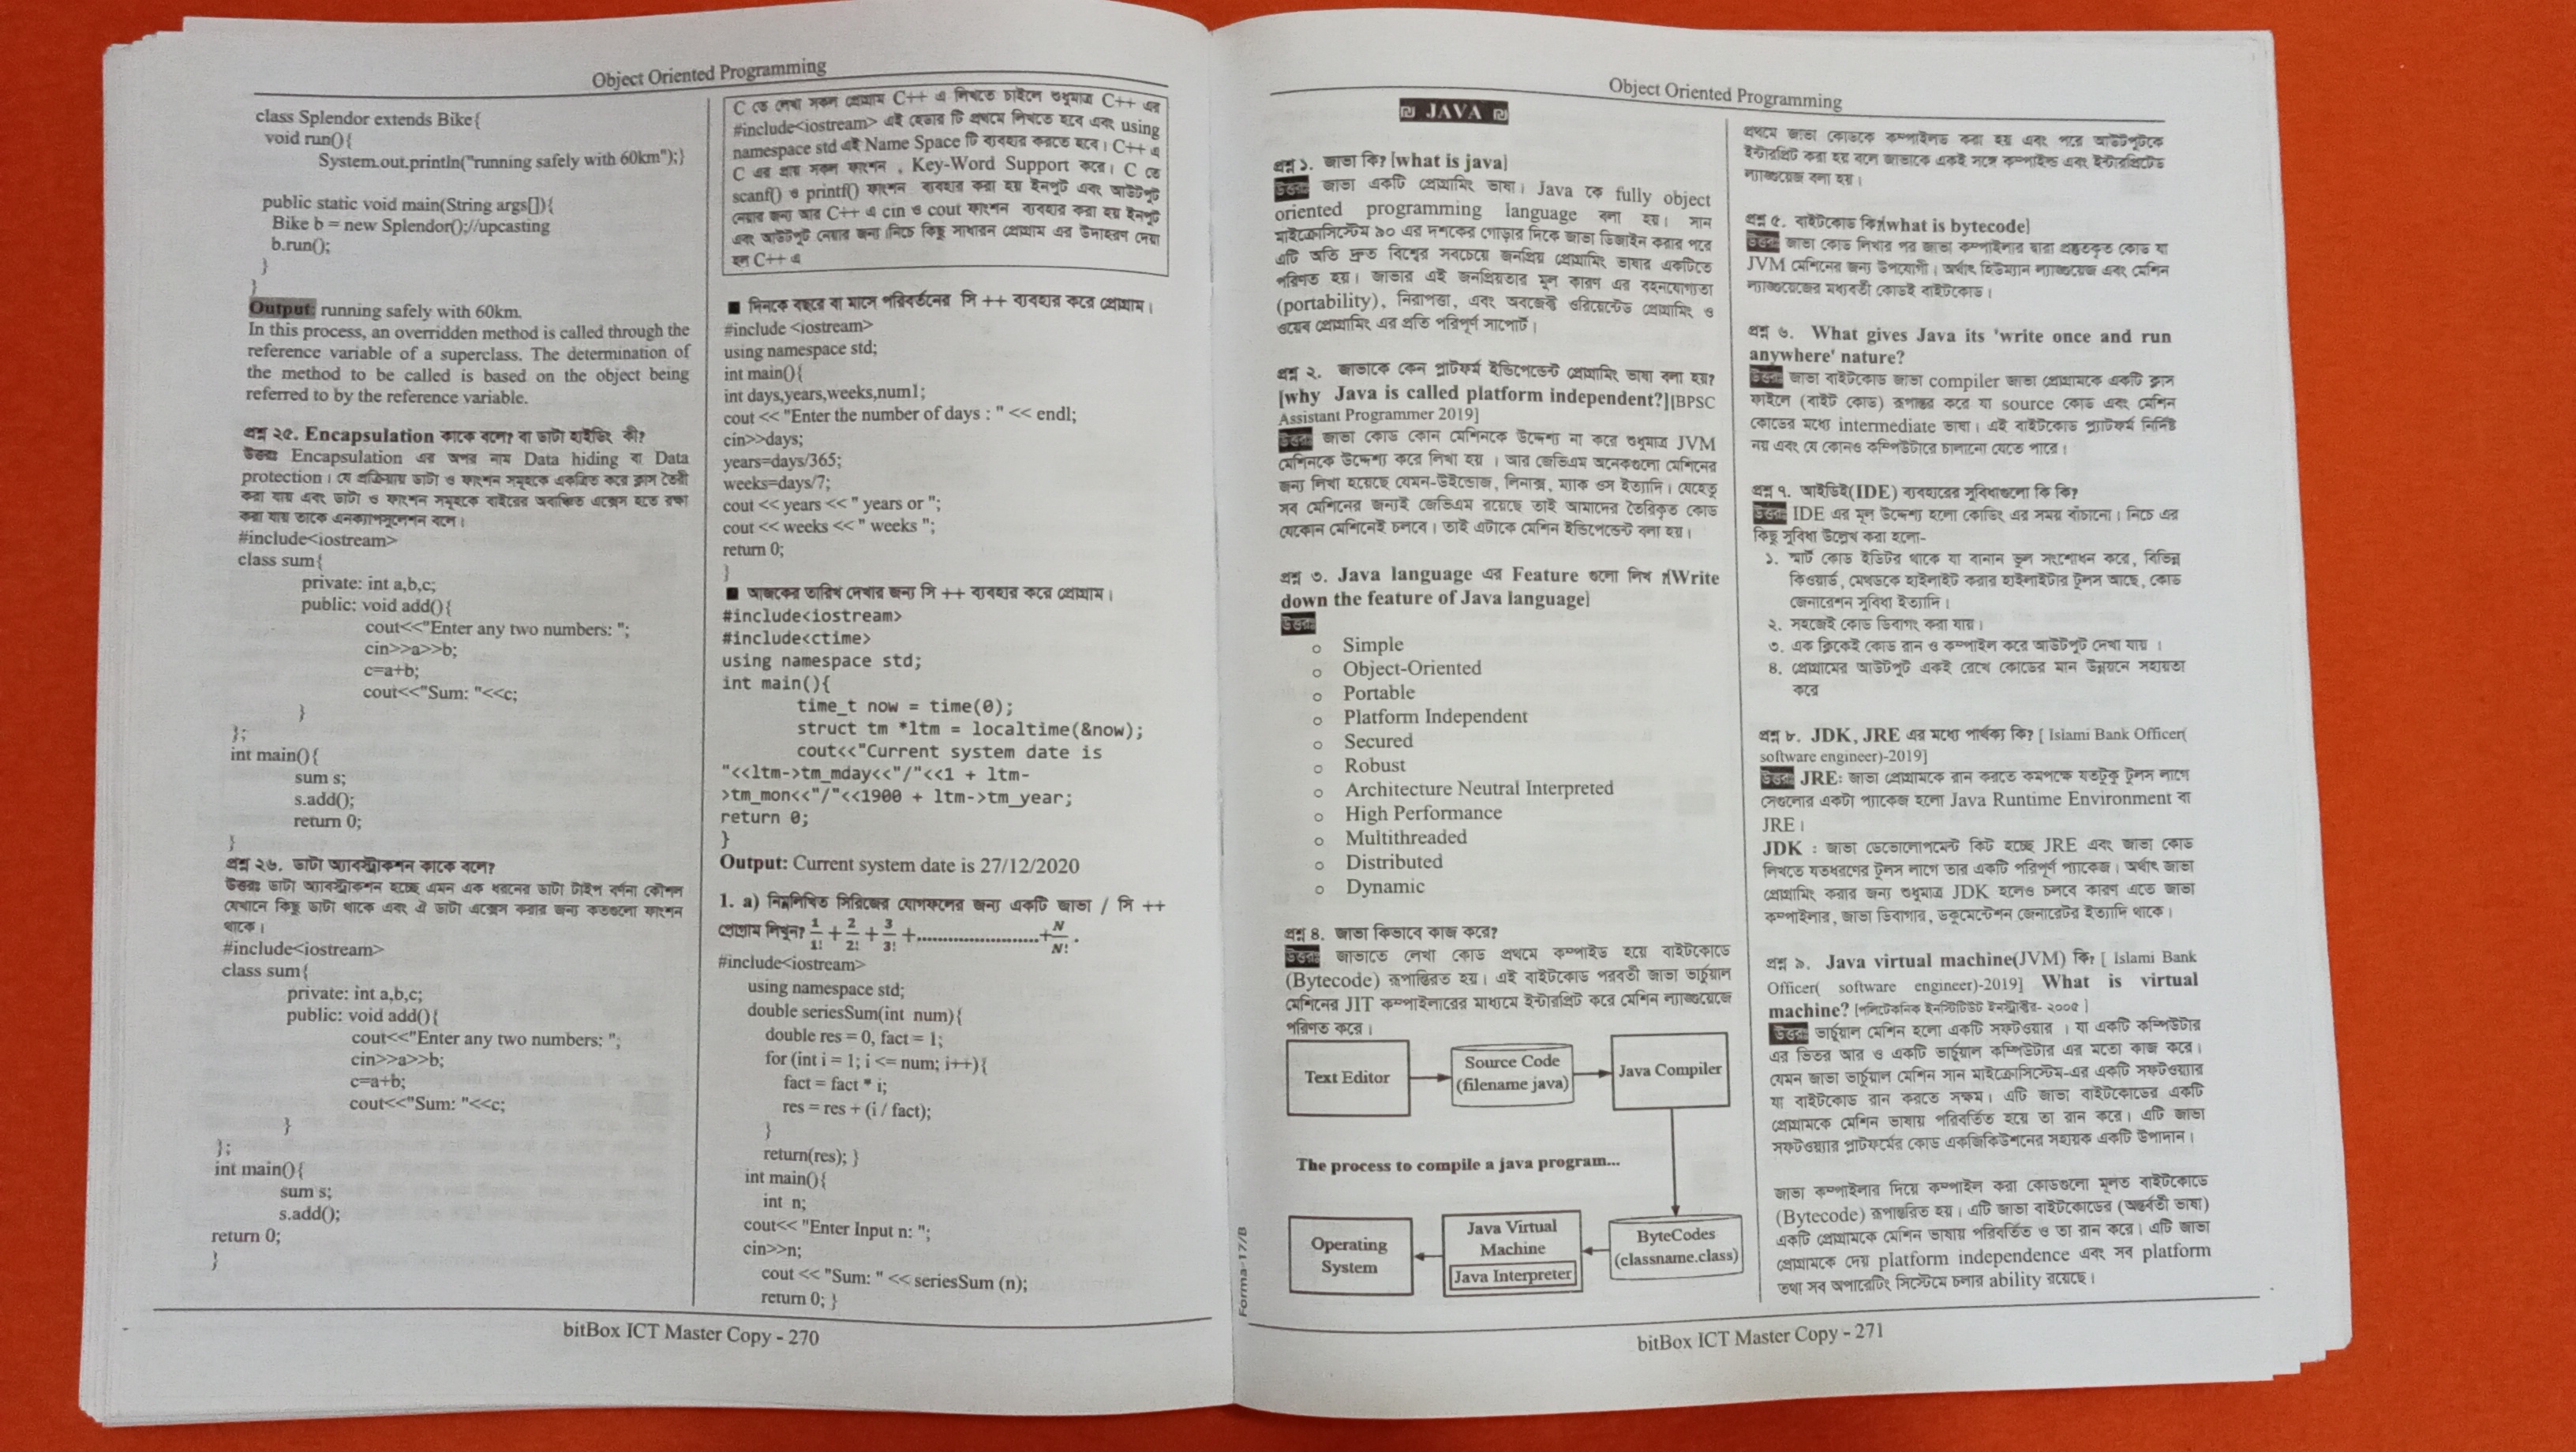 Object Oriented Programming
class Splendor extends Bike{
void run(){
System.out.println("running safely with 60km");}
public static void main(String args[]){
Bike b = new Splendor();//upcasting
b.run();
}
}
Output: running safely with 60km.
In this process, an overridden method is called through the
reference variable of a superclass. The determination of
the method to be called is based on the object being
referred to by the reference variable.
প্রশ্ন ২৫. Encapsulation কাকে বলে? বা ডাটা হাইডিং কী?
উত্তরঃ Encapsulation এর অপর নাম Data hiding বা Data
protection। যে প্রক্রিয়ায় ডাটা ও ফাংশন সমূহকে একত্রিত করে ক্লাস তৈরী
করা যায় এবং ডাটা ও ফাংশন সমূহকে বাইরের অবাঞ্চিত এক্সেস হতে রক্ষা
করা যায় তাকে এনক্যাপসুলেশন বলে।
#include<iostream>
class sum{
private: int a,b,c;
public: void add(){
cout<<"Enter any two numbers: ";
cin>>a>>b;
c=a+b;
cout<<"Sum: "<<c;
}
};
int main(){
sum s;
s.add();
return 0;
}
প্রশ্ন ২৬. ডাটা অ্যাবস্ট্রাকশন কাকে বলে?
উত্তরঃ ডাটা অ্যাবস্ট্রাকশন হচ্ছে এমন এক ধরনের ডাটা টাইপ বর্ণনা কৌশল
যেখানে কিছু ডাটা থাকে এবং ঐ ডাটা এক্সেস করার জন্য কতগুলো ফাংশন
থাকে।
#include<iostream>
class sum{
private: int a,b,c;
public: void add(){
cout<<"Enter any two numbers: ";
cin>>a>>b;
c=a+b;
cout<<"Sum: "<<c;
}
};
int main(){
sum s;
s.add();
return 0;
}
C তে লেখা সকল প্রোগ্রাম C++ এ লিখতে চাইলে শুধুমাত্র C++ এর
#include<iostream> এই হেডার টি প্রথমে লিখতে হবে এবং using
namespace std এই Name Space টি ব্যবহার করতে হবে। C++ এ
C এর প্রায় সকল ফাংশন , Key-Word Support করে। C তে
scanf() ও printf() ফাংশন ব্যবহার করা হয় ইনপুট এবং আউটপুট
নেয়ার জন্য আর C++ এ cin ও cout ফাংশন ব্যবহার করা হয় ইনপুট
এবং আউটপুট নেয়ার জন্য।নিচে কিছু সাধারন প্রোগ্রাম এর উদাহরণ দেয়া
হল C++ এ
■ দিনকে বছরে বা মাসে পরিবর্তনের সি ++ ব্যবহার করে প্রোগ্রাম।
#include <iostream>
using namespace std;
int main(){
int days,years,weeks,num1;
cout << "Enter the number of days : " << endl;
cin>>days;
years=days/365;
weeks=days/7;
cout << years << " years or ";
cout << weeks << " weeks ";
return 0;
}
■ আজকের তারিখ দেখার জন্য সি ++ ব্যবহার করে প্রোগ্রাম।
#include<iostream>
#include<ctime>
using namespace std;
int main(){
time_t now = time(0);
struct tm *ltm = localtime(&now);
cout<<"Current system date is
"<<ltm->tm_mday<<"/"<<1 + ltm-
>tm_mon<<"/"<<1900 + ltm->tm_year;
return 0;
}
Output: Current system date is 27/12/2020
1. a) নিম্নলিখিত সিরিজের যোগফলের জন্য একটি জাভা / সি ++
প্রোগ্রাম লিখুন? 1/1! + 2/2! + 3/3! +...........................+ N/N! .
#include<iostream>
using namespace std;
double seriesSum(int num){
double res = 0, fact = 1;
for (int i = 1; i <= num; i++){
fact = fact * i;
res = res + (i / fact);
}
return(res); }
int main(){
int n;
cout<< "Enter Input n: ";
cin>>n;
cout << "Sum: " << seriesSum (n);
return 0; }
bitBox ICT Master Copy - 270
Object Oriented Programming
JAVA
প্রশ্ন ১. জাভা কি? [what is java]
উত্তরঃ জাভা একটি প্রোগ্রামিং ভাষা। Java কে fully object
oriented programming language বলা হয়। সান
মাইক্রোসিস্টেম ৯০ এর দশকের গোড়ার দিকে জাভা ডিজাইন করার পরে
এটি অতি দ্রুত বিশ্বের সবচেয়ে জনপ্রিয় প্রোগ্রামিং ভাষার একটিতে
পরিণত হয়। জাভার এই জনপ্রিয়তার মুল কারণ এর বহনযোগ্যতা
(portability), নিরাপত্তা, এবং অবজেক্ট ওরিয়েন্টেড প্রোগ্রামিং ও
ওয়েব প্রোগ্রামিং এর প্রতি পরিপূর্ণ সাপোর্ট।
প্রশ্ন ২. জাভাকে কেন প্লাটফর্ম ইন্ডিপেন্ডেন্ট প্রোগ্রামিং ভাষা বলা হয়?
[why Java is called platform independent?][BPSC
Assistant Programmer 2019]
উত্তরঃ জাভা কোড কোন মেশিনকে উদ্দেশ্য না করে শুধুমাত্র JVM
মেশিনকে উদ্দেশ্য করে লিখা হয় । আর জেভিএম অনেকগুলো মেশিনের
জন্য লিখা হয়েছে যেমন-উইন্ডোজ, লিনাক্স, ম্যাক ওস ইত্যাদি। যেহেতু
সব মেশিনের জন্যই জেভিএম রয়েছে তাই আমাদের তৈরিকৃত কোড
যেকোন মেশিনেই চলবে। তাই এটাকে মেশিন ইন্ডিপেন্ডেন্ট বলা হয়।
প্রশ্ন ৩. Java language এর Feature গুলো লিখ ?[Write
down the feature of Java language]
উত্তরঃ
o Simple
o Object-Oriented
o Portable
o Platform Independent
o Secured
o Robust
o Architecture Neutral Interpreted
o High Performance
o Multithreaded
o Distributed
o Dynamic
প্রশ্ন ৪. জাভা কিভাবে কাজ করে?
উত্তরঃ জাভাতে লেখা কোড প্রথমে কম্পাইন্ড হয়ে বাইটকোডে
(Bytecode) রূপান্তিরত হয়। এই বাইটকোড পরবর্তী জাভা ভার্চুয়াল
মেশিনের JIT কম্পাইলারের মাধ্যমে ইন্টারপ্রিট করে মেশিন ল্যাঙ্গুয়েজে
পরিণত করে।
Text Editor
Source Code
(filename java)
Java Compiler
The process to compile a java program...
Operating
System
Java Virtual
Machine
Java Interpreter
ByteCodes
(classname.class)
Forma-17/B
প্রথমে জাভা কোডকে কম্পাইলড করা হয় এবং পরে আউটপুটকে
ইন্টারপ্রিট করা হয় বলে জাভাকে একই সঙ্গে কম্পাইল্ড এবং ইন্টারপ্রিটেড
ল্যাঙ্গুয়েজ বলা হয়।
প্রশ্ন ৫. বাইটকোড কি?[what is bytecode]
উত্তরঃ জাভা কোড লিখার পর জাভা কম্পাইলার দ্বারা প্রস্তুতকৃত কোড যা
JVM মেশিনের জন্য উপযোগী। অর্থাৎ হিউম্যান ল্যাঙ্গুয়েজ এবং মেশিন
ল্যাঙ্গুয়েজের মধ্যবর্তী কোডই বাইটকোড।
প্রশ্ন ৬. What gives Java its 'write once and run
anywhere' nature?
উত্তরঃ জাভা বাইটকোড জাভা compiler জাভা প্রোগ্রামকে একটি ক্লাস
ফাইলে (বাইট কোড) রূপান্তর করে যা source কোড এবং মেশিন
কোডের মধ্যে intermediate ভাষা। এই বাইটকোড প্ল্যাটফর্ম নির্দিষ্ট
নয় এবং যে কোনও কম্পিউটারে চালানো যেতে পারে।
প্রশ্ন ৭. আইডিই(IDE) ব্যবহারের সুবিধাগুলো কি কি?
উত্তরঃ IDE এর মূল উদ্দেশ্য হলো কোডিং এর সময় বাঁচানো। নিচে এর
কিছু সুবিধা উল্লেখ করা হলো-
১. স্মার্ট কোড ইডিটর থাকে যা বানান ভুল সংশোধন করে, বিভিন্ন
কিওয়ার্ড, মেথডকে হাইলাইট করার হাইলাইটার টুলস আছে, কোড
জেনারেশন সুবিধা ইত্যাদি।
২. সহজেই কোড ডিবাগং করা যায়।
৩. এক ক্লিকেই কোড রান ও কম্পাইল করে আউটপুট দেখা যায় ।
৪. প্রোগ্রামের আউটপুট একই রেখে কোডের মান উন্নয়নে সহায়তা
করে
প্রশ্ন ৮. JDK, JRE এর মধ্যে পার্থক্য কি? [ Islami Bank Officer(
software engineer)-2019]
উত্তরঃ JRE: জাভা প্রোগ্রামকে রান করতে কমপক্ষে যতটুকু টুলস লাগে
সেগুলোর একটা প্যাকেজ হলো Java Runtime Environment বা
JRE।
JDK : জাভা ডেভোলোপমেন্ট কিট হচ্ছে JRE এবং জাভা কোড
লিখতে যতধরণের টুলস লাগে তার একটি পরিপূর্ণ প্যাকেজ। অর্থাৎ জাভা
প্রোগ্রামিং করার জন্য শুধুমাত্র JDK হলেও চলবে কারণ এতে জাভা
কম্পাইলার, জাভা ডিবাগার, ডকুমেন্টেশন জেনারেটর ইত্যাদি থাকে।
প্রশ্ন ৯. Java virtual machine(JVM) কি? [ Islami Bank
Officer( software engineer)-2019] What is virtual
machine? [পলিটেকনিক ইনস্টিটিউট ইনস্ট্রাক্টর- ২০০৫ ]
উত্তরঃ ভার্চুয়াল মেশিন হলো একটি সফটওয়ার । যা একটি কম্পিউটার
এর ভিতর আর ও একটি ভার্চুয়াল কম্পিউটার এর মতো কাজ করে।
যেমন জাভা ভার্চুয়াল মেশিন সান মাইক্রোসিস্টেম-এর একটি সফটওয়্যার
যা বাইটকোড রান করতে সক্ষম। এটি জাভা বাইটকোডের একটি
প্রোগ্রামকে মেশিন ভাষায় পরিবর্তিত হয়ে তা রান করে। এটি জাভা
সফটওয়্যার প্লাটফর্মের কোড একজিকিউশনের সহায়ক একটি উপাদান।
জাভা কম্পাইলার দিয়ে কম্পাইল করা কোডগুলো মূলত বাইটকোডে
(Bytecode) রূপান্তরিত হয়। এটি জাভা বাইটকোডের (অন্তর্বর্তী ভাষা)
একটি প্রোগ্রামকে মেশিন ভাষায় পরিবর্তিত ও তা রান করে। এটি জাভা
প্রোগ্রামকে দেয় platform independence এবং সব platform
তথা সব অপারেটিং সিস্টেমে চলার ability রয়েছে।
bitBox ICT Master Copy - 271